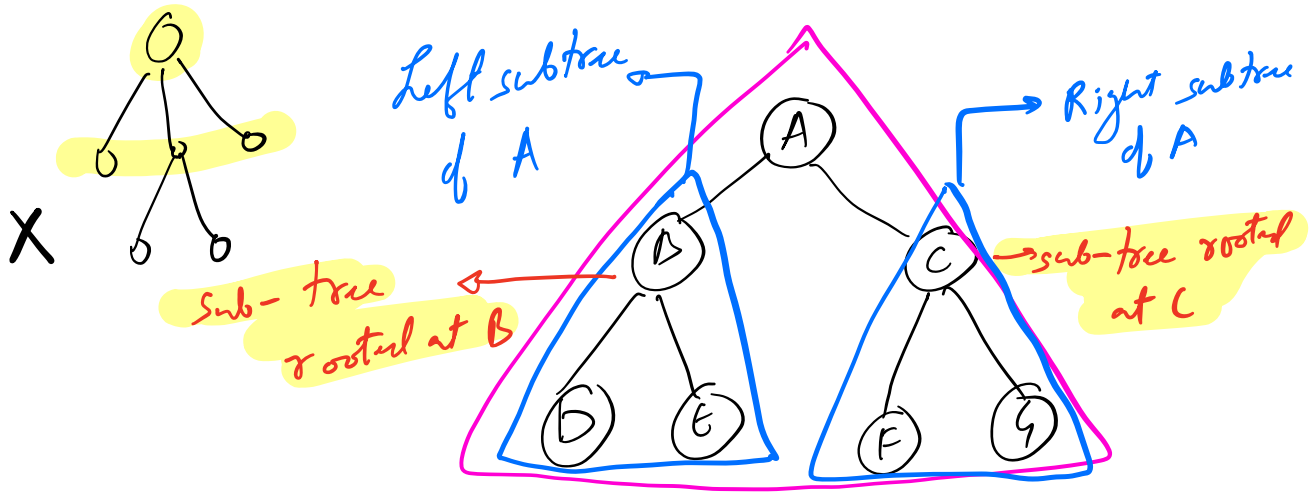 Left subtree
of A
Right subtree
of A
A
B
C
X
sub-tree rooted
at C
Sub-tree
rooted at B
D
E
F
G